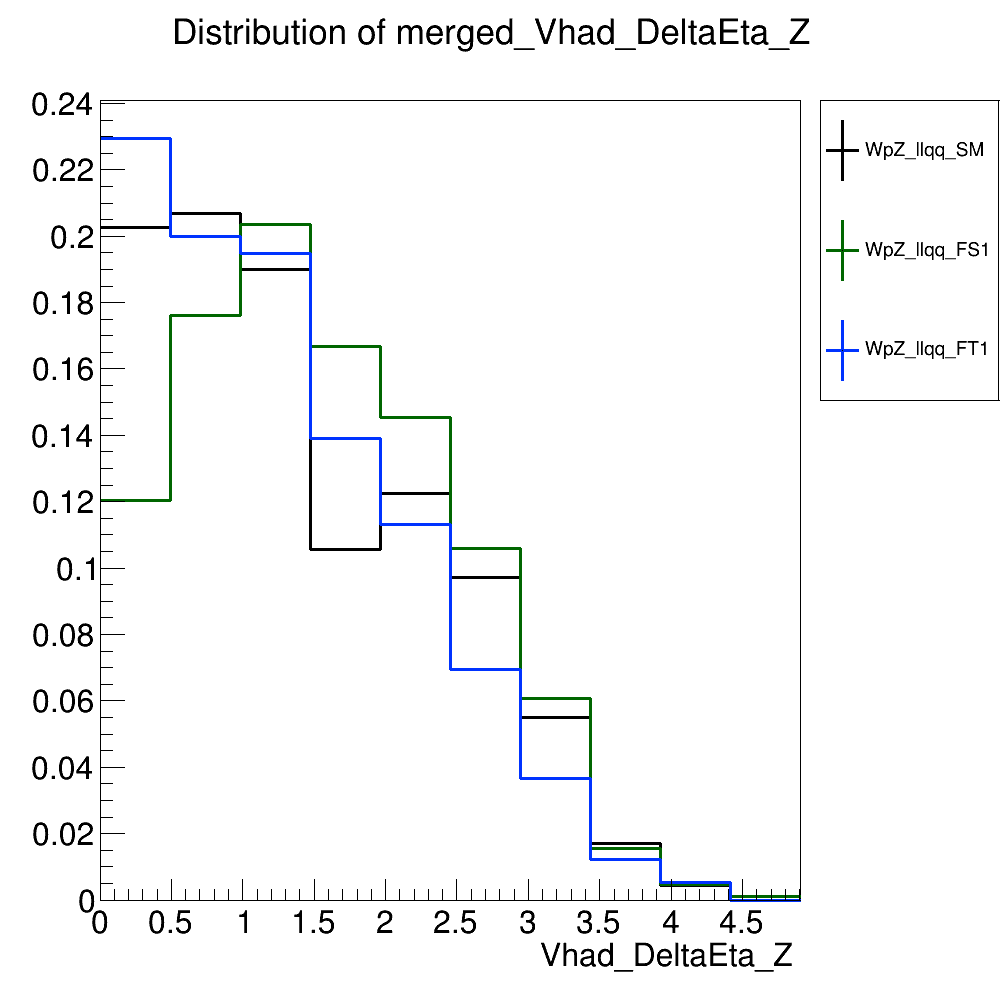 Distribution of merged_Vhad_DeltaEta_Z
0.24
0.22
0.2
0.18
0.16
0.14
0.12
0.1
0.08
0.06
0.04
0.02
0
0 0.5 1 1.5 2 2.5 3 3.5 4 4.5
Vhad_DeltaEta_Z
WpZ_llqq_SM
WpZ_llqq_FS1
WpZ_llqq_FT1